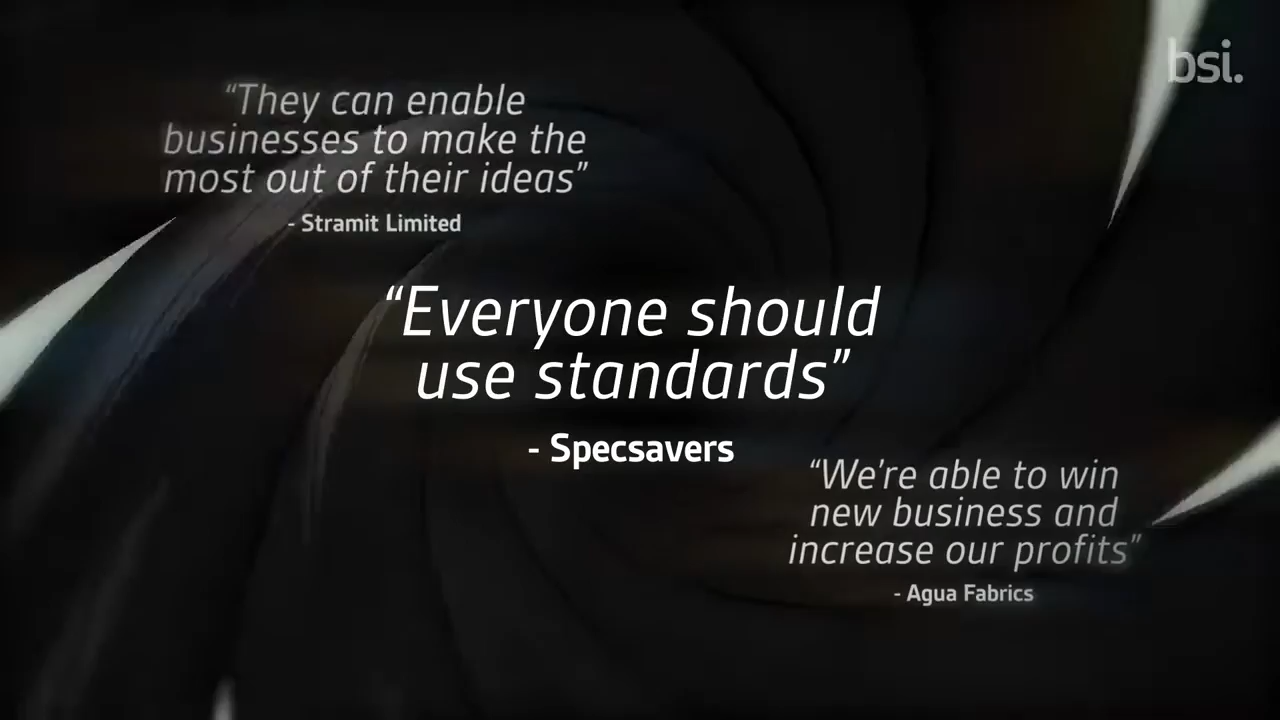 bsi.
“They can enable
businesses to make the
most out of their ideas”
- Stramit Limited
“Everyone should
use standards”
- Specsavers
“We’re able to win
new business and
increase our profits”
- Agua Fabrics